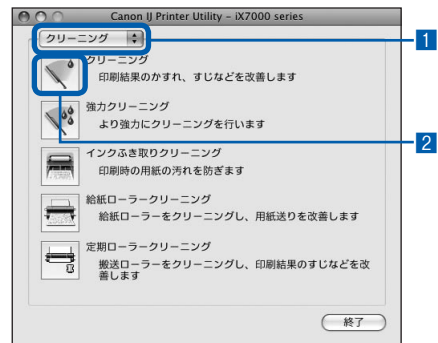 Canon IJ Printer Utility – iX7000 series
クリーニング
1
クリーニング
印刷結果のかすれ、すじなどを改善します
2
強力クリーニング
より強力にクリーニングを行います
インクふき取りクリーニング
印刷時の用紙の汚れを防ぎます
給紙ローラークリーニング
給紙ローラーをクリーニングし、用紙送りを改善します
定期ローラークリーニング
搬送ローラーをクリーニングし、印刷結果のすじなどを改
善します
終了